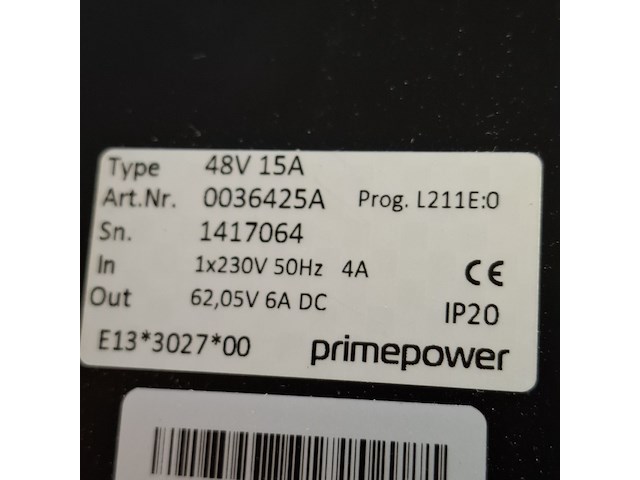 Type 48V 15A
Art.Nr. 0036425A Prog. L211E:0
Sn. 1417064
In 1x230V 50Hz 4A
CE
Out 62,05V 6A DC
IP20
E13*3027*00 primepower